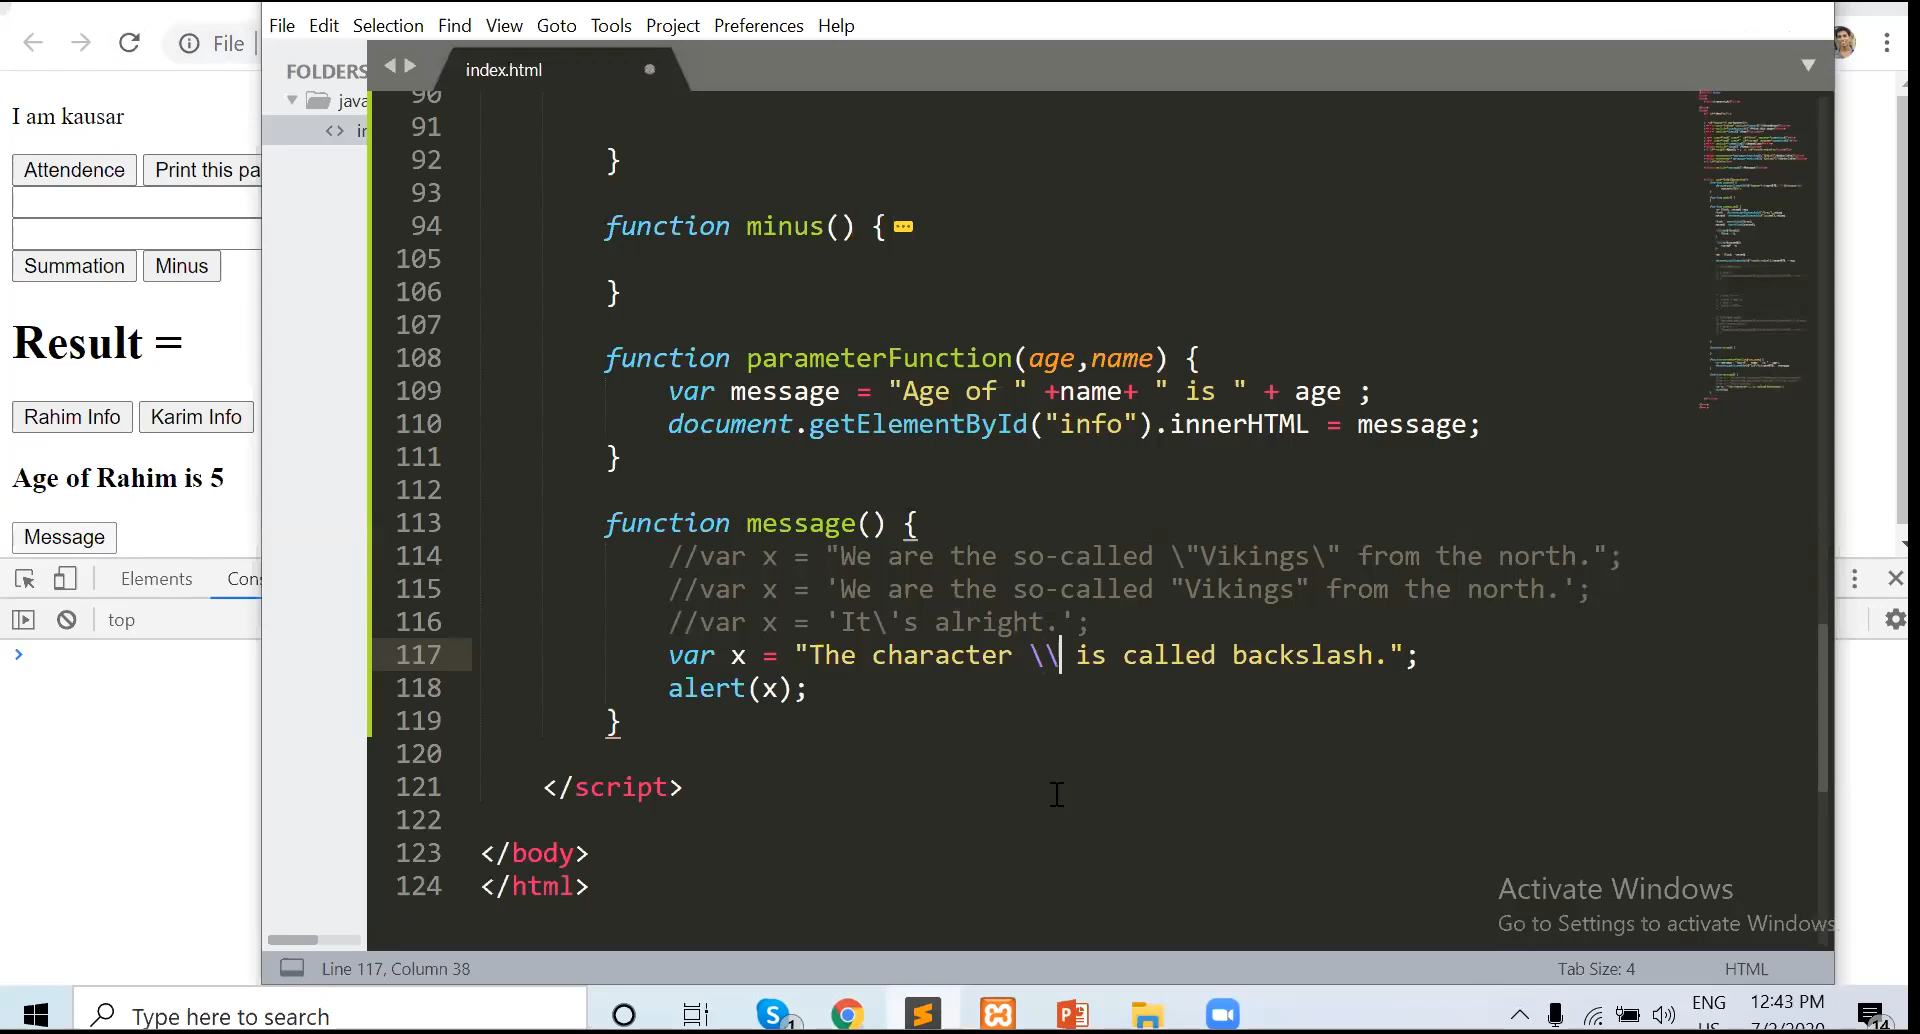 File Edit Selection Find View Goto Tools Project Preferences Help
File
FOLDERS
index.html
java
I am kausar
Attendence Print this pa
Summation Minus
Result =
Rahim Info Karim Info
Age of Rahim is 5
Message
Elements Con
top
90
91
92 }
93
94 function minus() {
105
106 }
107
108 function parameterFunction(age,name) {
109 var message = "Age of " +name+ " is " + age ;
110 document.getElementById("info").innerHTML = message;
111 }
112
113 function message() {
114 //var x = "We are the so-called \"Vikings\" from the north.";
115 //var x = 'We are the so-called "Vikings" from the north.';
116 //var x = 'It\'s alright.';
117 var x = "The character \\ is called backslash.";
118 alert(x);
119 }
120
121 </script>
122
123 </body>
124 </html>
Activate Windows
Go to Settings to activate Windows
Line 117, Column 38 Tab Size: 4 HTML
Type here to search
ENG 12:43 PM